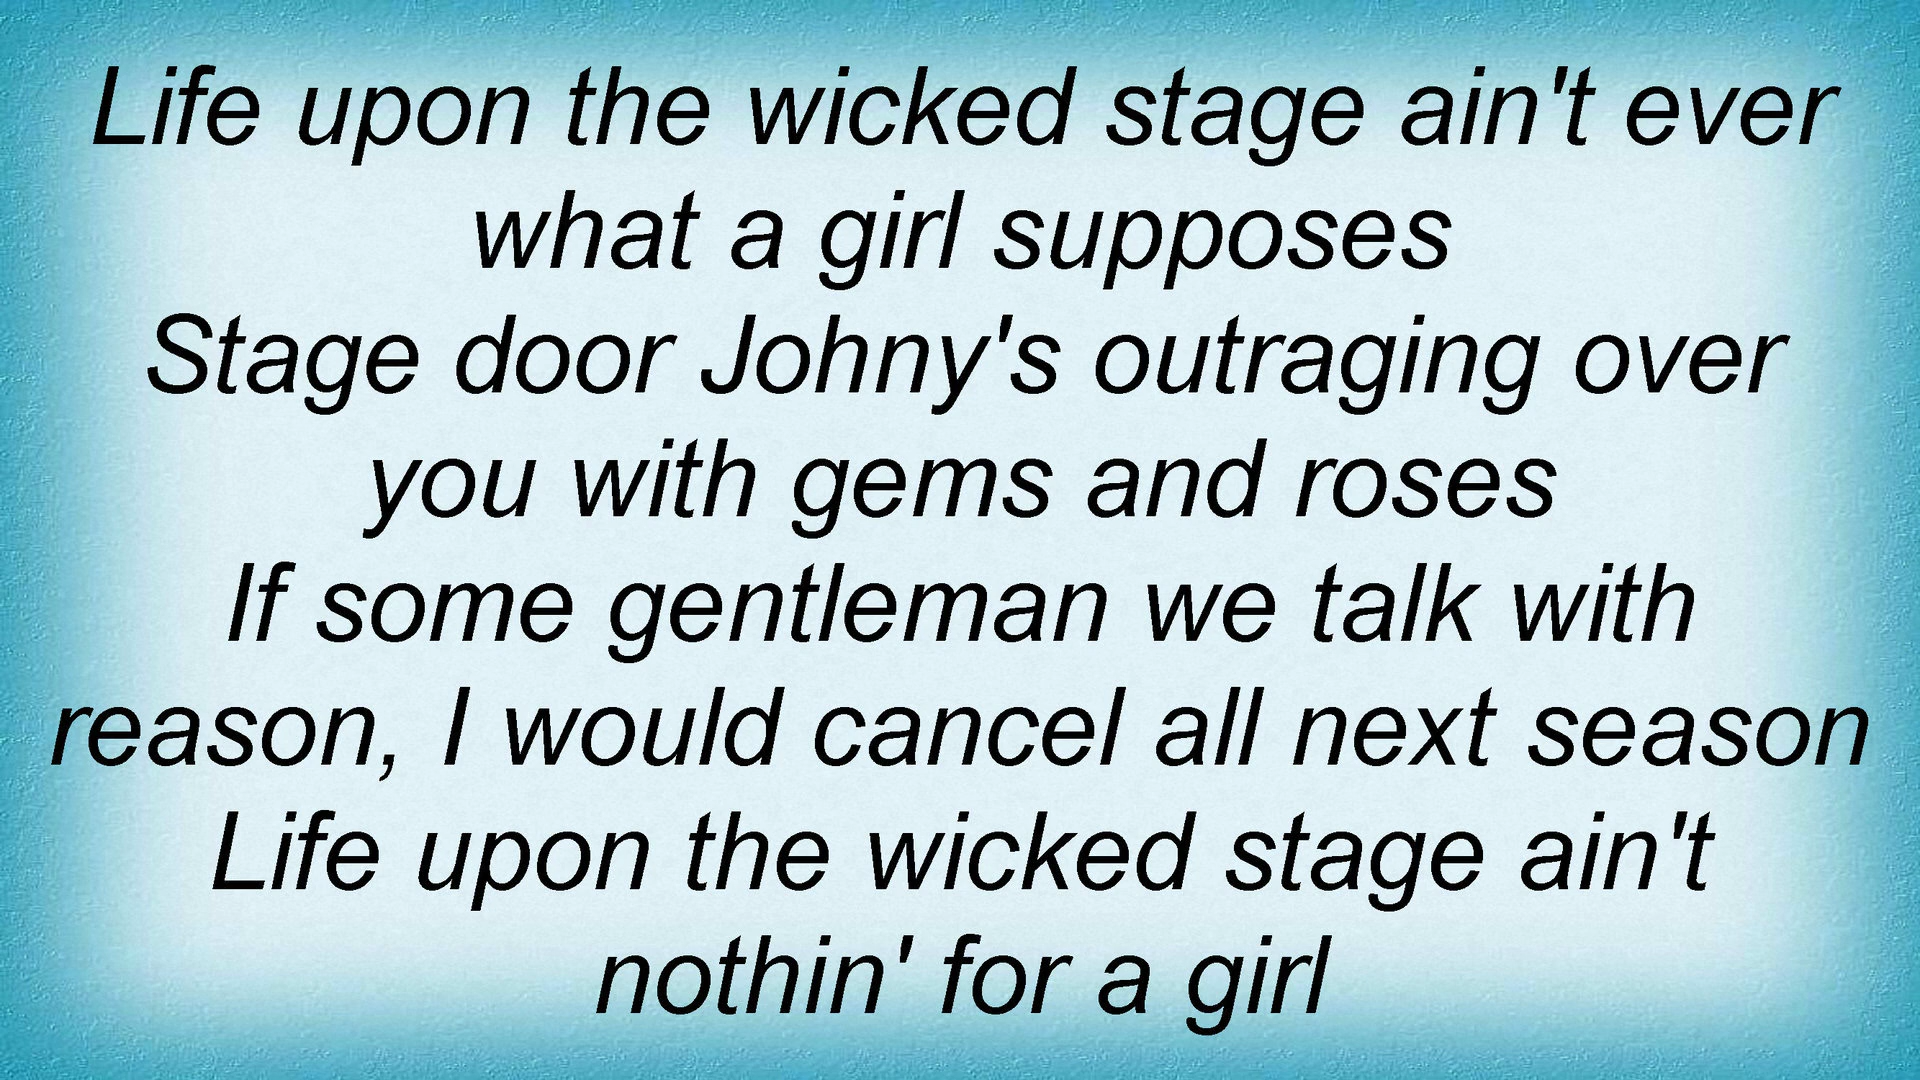 Life upon the wicked stage ain't ever
what a girl supposes
Stage door Johny's outraging over
you with gems and roses
If some gentleman we talk with
reason, I would cancel all next season
Life upon the wicked stage ain't
nothin' for a girl